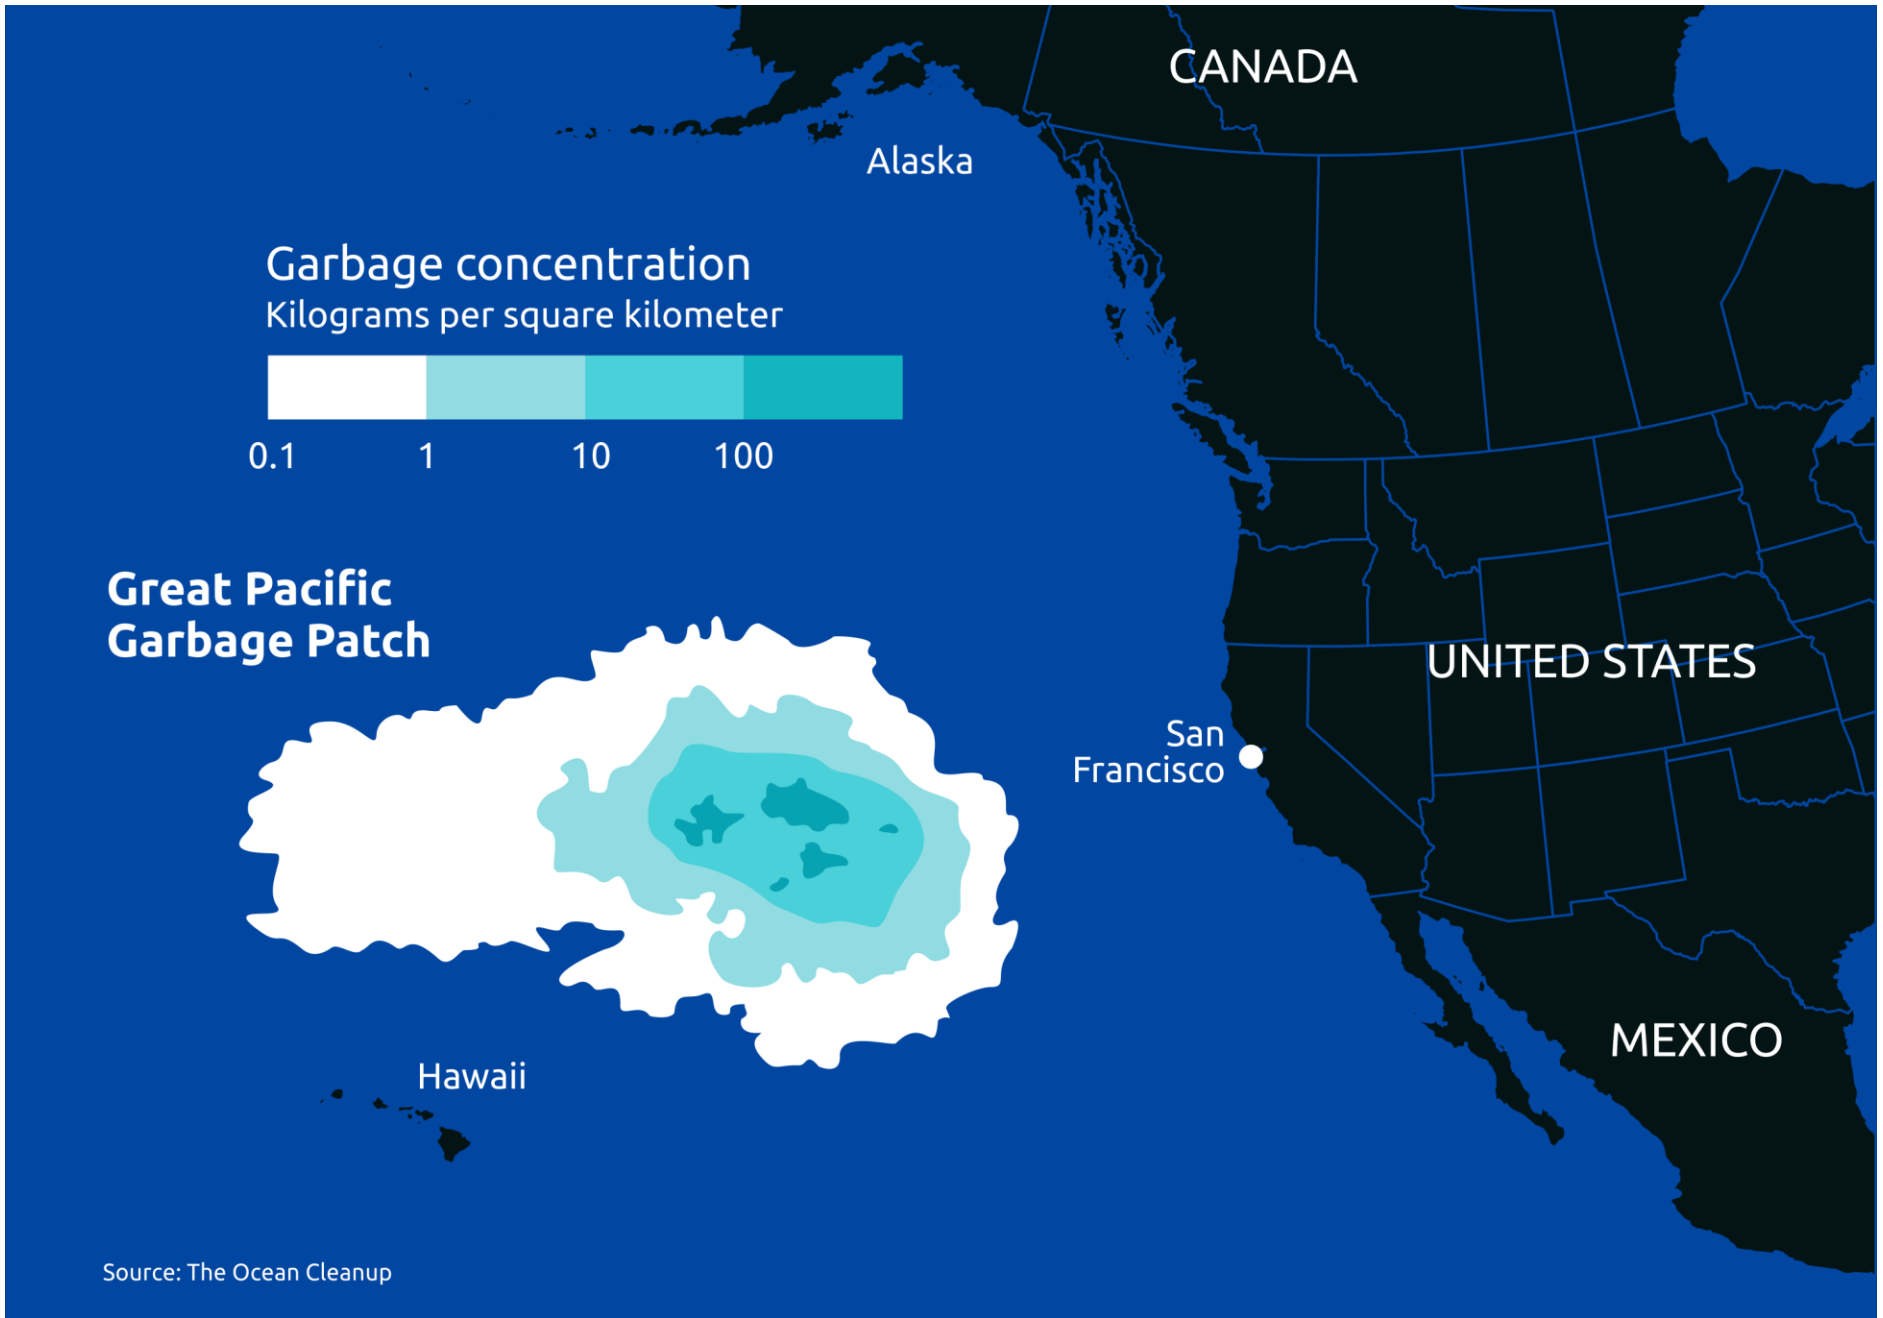 CANADA
Alaska
Garbage concentration
Kilograms per square kilometer
0.1 1 10 100
Great Pacific
Garbage Patch
UNITED STATES
San
Francisco
MEXICO
Hawaii
Source: The Ocean Cleanup